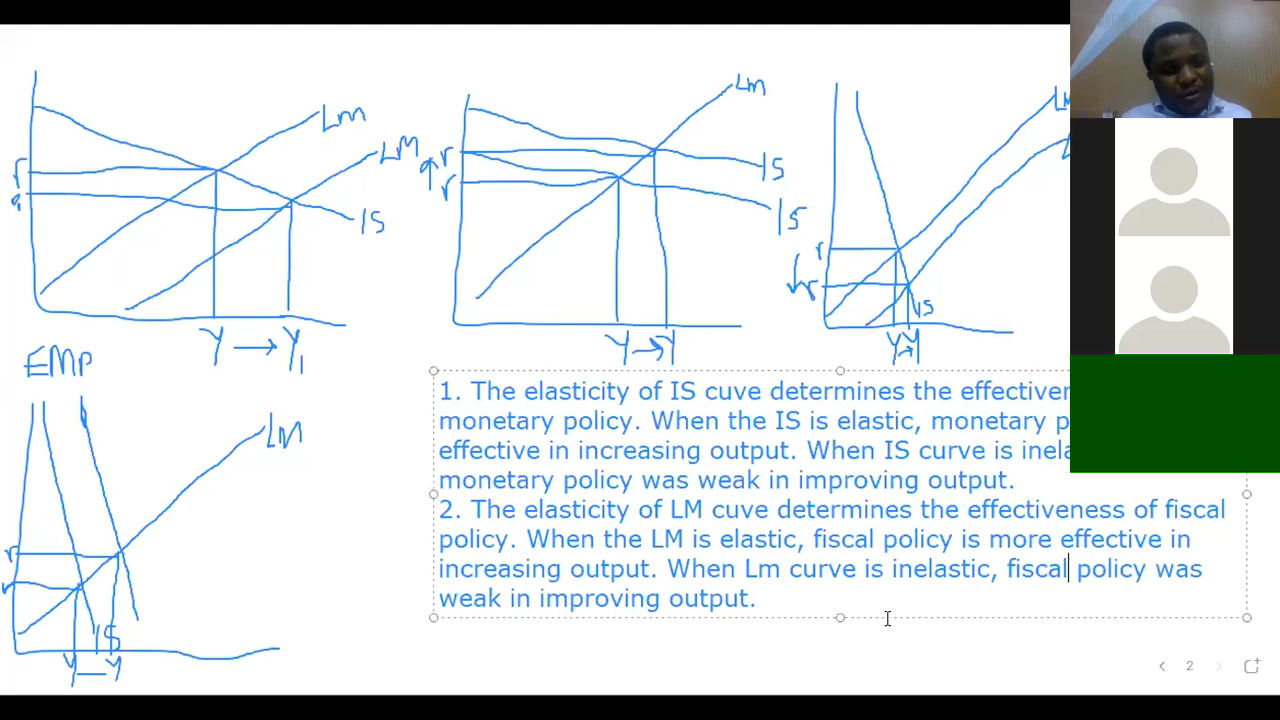 LM
LM
r
IS
Y → Y1
EMP
LM
r
r
IS
IS
Y → Y
r
r
IS
Y → Y
LM
r
r
IS
Y — Y
1. The elasticity of IS cuve determines the
monetary policy. When the IS is elastic, monetary
effective in increasing output. When IS curve is
monetary policy was weak in improving output.
2. The elasticity of LM cuve determines the effectiveness of fiscal
policy. When the LM is elastic, fiscal policy is more effective in
increasing output. When Lm curve is inelastic, fiscal policy was
weak in improving output.
2